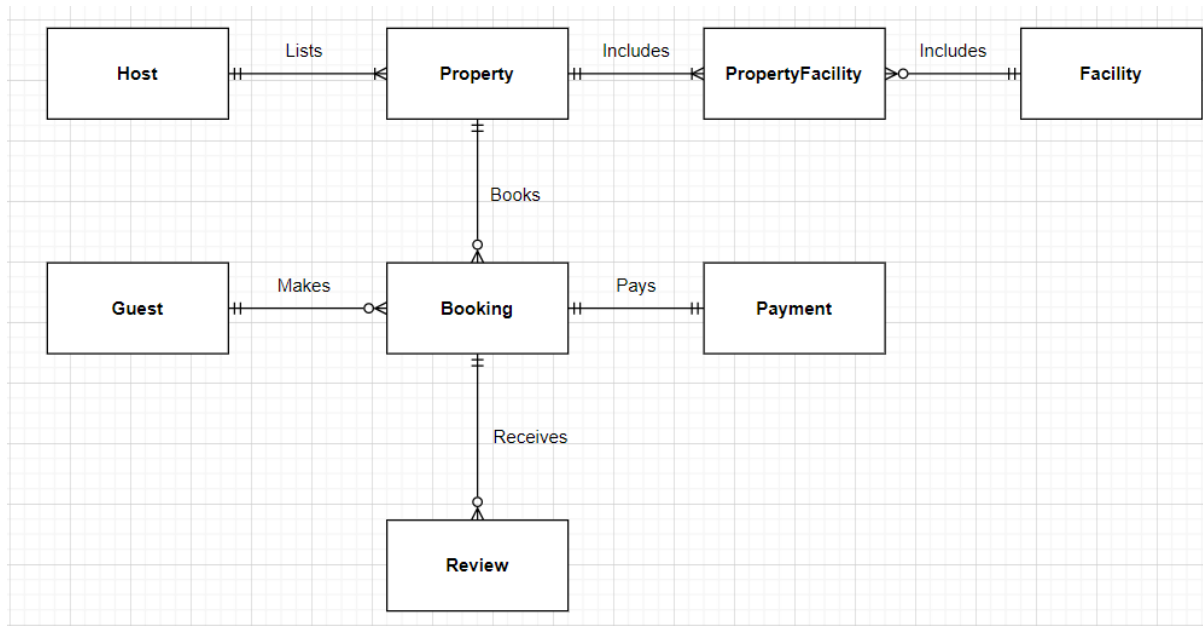 Lists
Includes
Includes
Host
Property
PropertyFacility
Facility
Books
Makes
Pays
Guest
Booking
Payment
Receives
Review